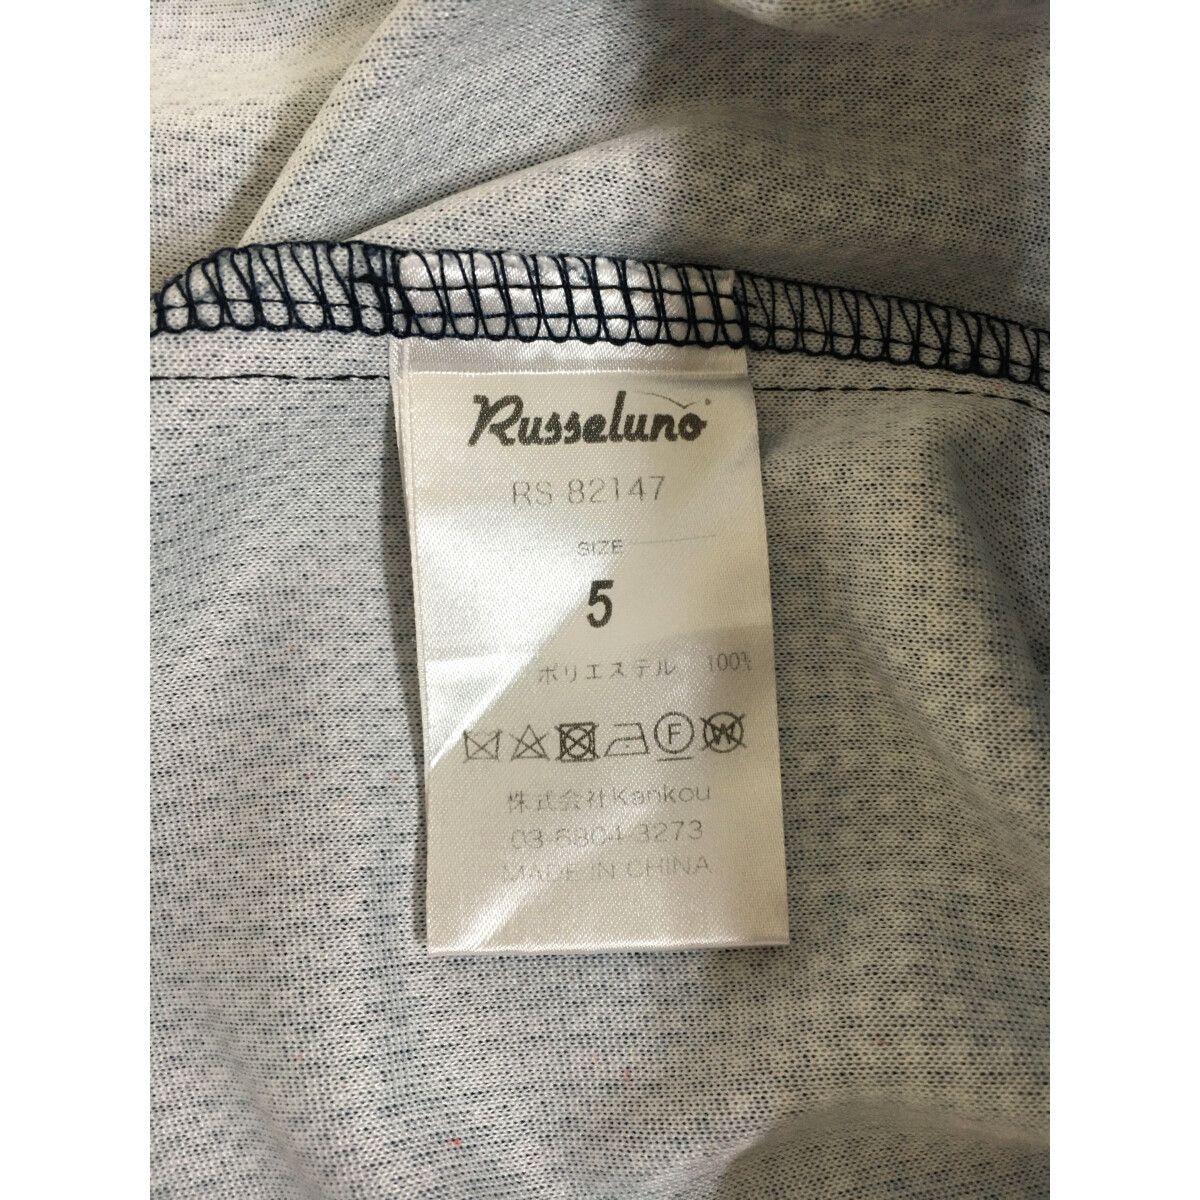 Russeluno
RS 82147
SIZE
5
ポリエステル 100%
F W
株式会社Kankou
03-6804-3273
MADE IN CHINA